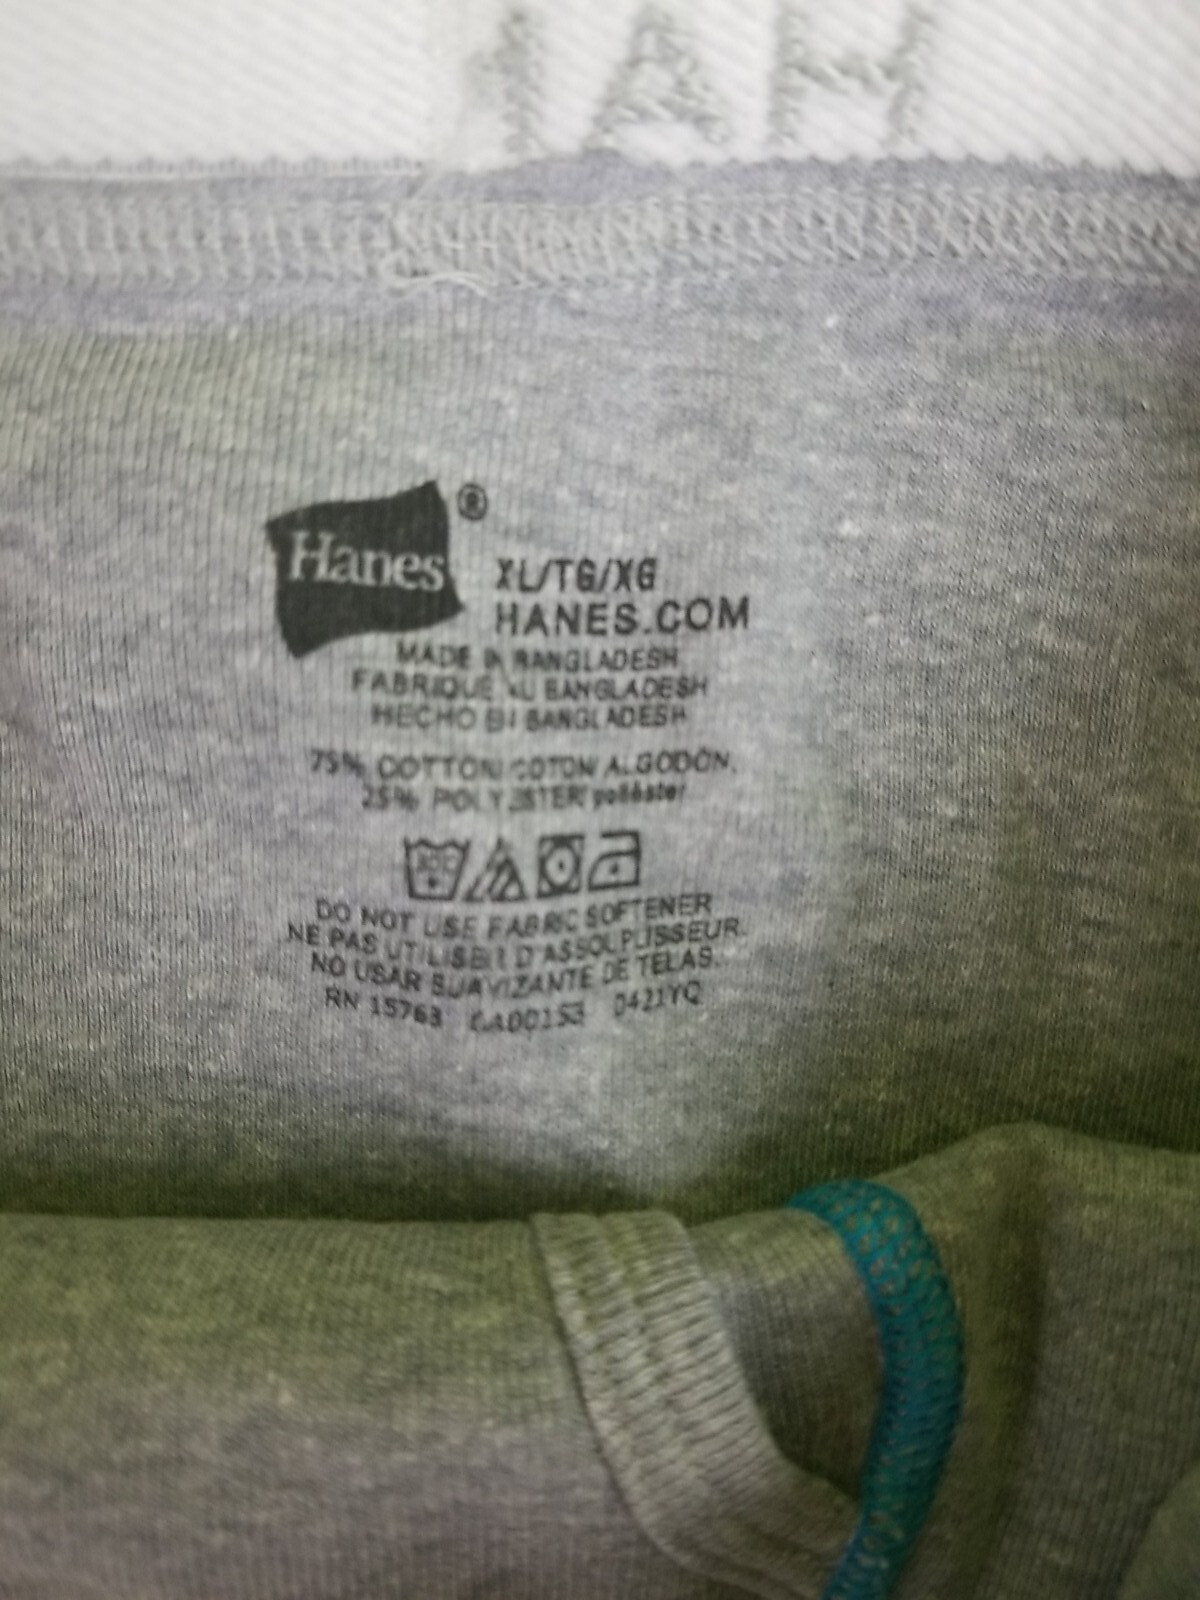 Hanes®
XL/TG/XG
HANES.COM
MADE IN BANGLADESH
FABRIQUÉ AU BANGLADESH
HECHO EN BANGLADESH
75% COTTON/COTON/ALGODÓN,
25% POLYESTER/poliéster
DO NOT USE FABRIC SOFTENER
NE PAS UTILISER D'ASSOUPLISSEUR.
NO USAR SUAVIZANTE DE TELAS.
RN 15763 CA00153 0421YQ